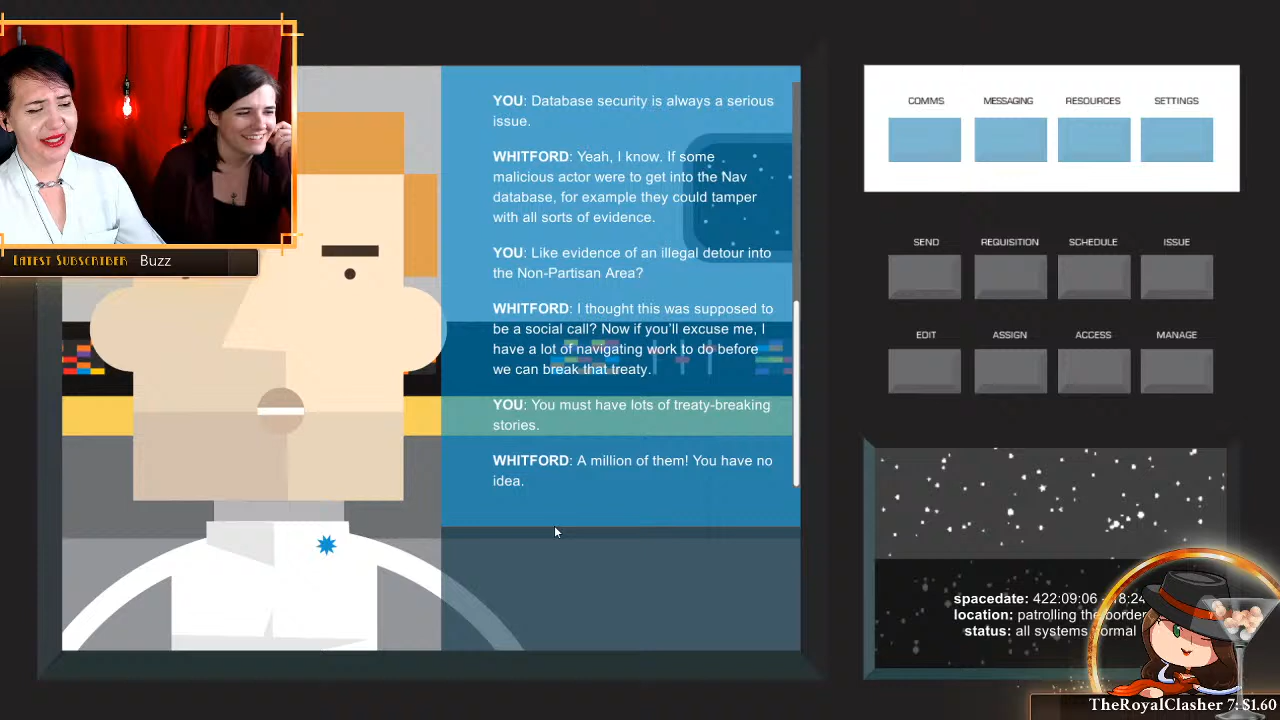 YOU: Database security is always a serious
issue.
WHITFORD: Yeah, I know. If some
malicious actor were to get into the Nav
database, for example they could tamper
with all sorts of evidence.
YOU: Like evidence of an illegal detour into
the Non-Partisan Area?
WHITFORD: I thought this was supposed to
be a social call? Now if you'll excuse me, I
have a lot of navigating work to do before
we can break that treaty.
YOU: You must have lots of treaty-breaking
stories.
WHITFORD: A million of them! You have no
idea.
COMMS MESSAGING RESOURCES SETTINGS
SEND REQUISITION SCHEDULE ISSUE
EDIT ASSIGN ACCESS MANAGE
Latest Subscriber Buzz
spacedate: 422:09:06
location: patrolling the border
status: all systems normal
TheRoyalClasher 7: $1.60